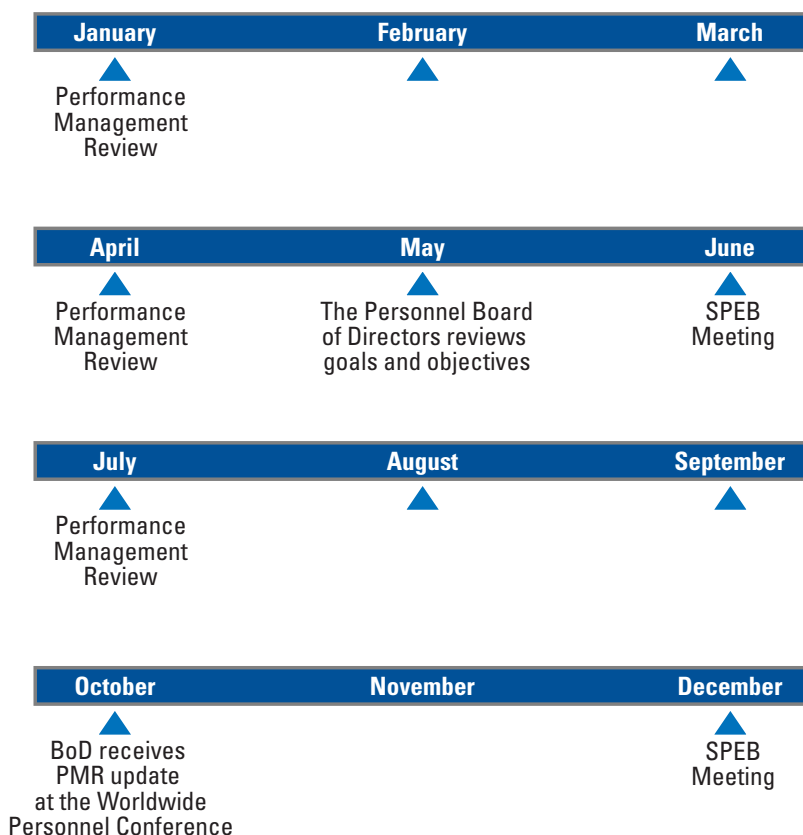 January February March
Performance
Management
Review
April May June
Performance
Management
Review
The Personnel Board
of Directors reviews
goals and objectives
SPEB
Meeting
July August September
Performance
Management
Review
October November December
BoD receives
PMR update
at the Worldwide
Personnel Conference
SPEB
Meeting